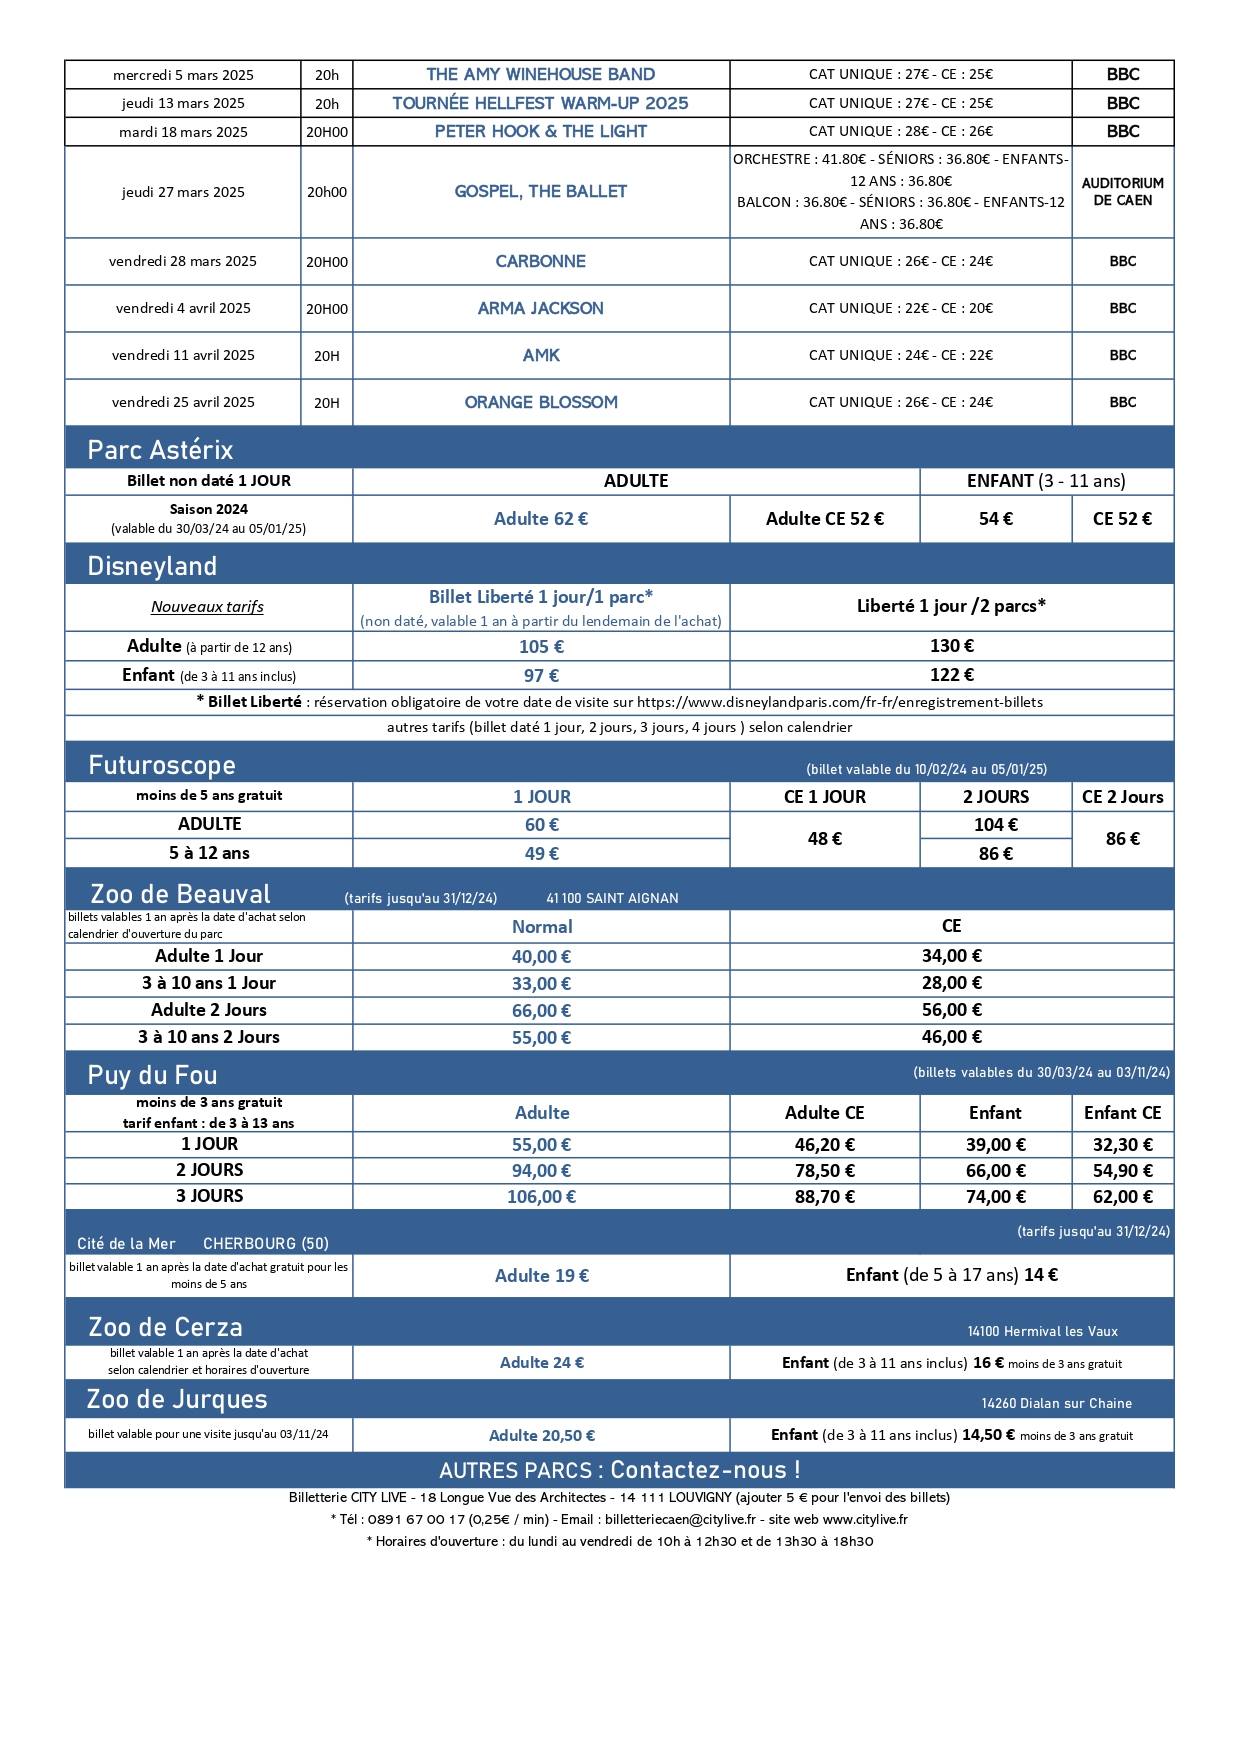 mercredi 5 mars 2025 20h THE AMY WINEHOUSE BAND CAT UNIQUE : 27€ - CE : 25€ BBC
jeudi 13 mars 2025 20h TOURNÉE HELLFEST WARM-UP 2025 CAT UNIQUE : 27€ - CE : 25€ BBC
mardi 18 mars 2025 20H00 PETER HOOK & THE LIGHT CAT UNIQUE : 28€ - CE : 26€ BBC
jeudi 27 mars 2025 20h00 GOSPEL, THE BALLET
ORCHESTRE : 41.80€ - SÉNIORS : 36.80€ - ENFANTS-
12 ANS : 36.80€
BALCON : 36.80€ - SÉNIORS : 36.80€ - ENFANTS-12
ANS : 36.80€
AUDITORIUM
DE CAEN
vendredi 28 mars 2025 20H00 CARBONNE CAT UNIQUE : 26€ - CE : 24€ BBC
vendredi 4 avril 2025 20H00 ARMA JACKSON CAT UNIQUE : 22€ - CE : 20€ BBC
vendredi 11 avril 2025 20H AMK CAT UNIQUE : 24€ - CE : 22€ BBC
vendredi 25 avril 2025 20H ORANGE BLOSSOM CAT UNIQUE : 26€ - CE : 24€ BBC
Parc Astérix
Billet non daté 1 JOUR ADULTE ENFANT (3 - 11 ans)
Saison 2024
(valable du 30/03/24 au 05/01/25)
Adulte 62 € Adulte CE 52 € 54 € CE 52 €
Disneyland
Nouveaux tarifs
Billet Liberté 1 jour/1 parc*
(non daté, valable 1 an à partir du lendemain de l'achat)
Liberté 1 jour /2 parcs*
Adulte (à partir de 12 ans) 105 € 130 €
Enfant (de 3 à 11 ans inclus) 97 € 122 €
* Billet Liberté : réservation obligatoire de votre date de visite sur https://www.disneylandparis.com/fr-fr/enregistrement-billets
autres tarifs (billet daté 1 jour, 2 jours, 3 jours, 4 jours ) selon calendrier
Futuroscope (billet valable du 10/02/24 au 05/01/25)
moins de 5 ans gratuit 1 JOUR CE 1 JOUR 2 JOURS CE 2 Jours
ADULTE 60 € 48 € 104 € 86 €
5 à 12 ans 49 € 86 €
Zoo de Beauval (tarifs jusqu'au 31/12/24) 41 100 SAINT AIGNAN
billets valables 1 an après la date d'achat selon
calendrier d'ouverture du parc
Normal CE
Adulte 1 Jour 40,00 € 34,00 €
3 à 10 ans 1 Jour 33,00 € 28,00 €
Adulte 2 Jours 66,00 € 56,00 €
3 à 10 ans 2 Jours 55,00 € 46,00 €
Puy du Fou (billets valables du 30/03/24 au 03/11/24)
moins de 3 ans gratuit
tarif enfant : de 3 à 13 ans
Adulte Adulte CE Enfant Enfant CE
1 JOUR 55,00 € 46,20 € 39,00 € 32,30 €
2 JOURS 94,00 € 78,50 € 66,00 € 54,90 €
3 JOURS 106,00 € 88,70 € 74,00 € 62,00 €
(tarifs jusqu'au 31/12/24)
Cité de la Mer CHERBOURG (50)
billet valable 1 an après la date d'achat gratuit pour les
moins de 5 ans
Adulte 19 € Enfant (de 5 à 17 ans) 14 €
Zoo de Cerza 14100 Hermival les Vaux
billet valable 1 an après la date d'achat
selon calendrier et horaires d'ouverture
Adulte 24 € Enfant (de 3 à 11 ans inclus) 16 € moins de 3 ans gratuit
Zoo de Jurques 14260 Dialan sur Chaine
billet valable pour une visite jusqu'au 03/11/24 Adulte 20,50 € Enfant (de 3 à 11 ans inclus) 14,50 € moins de 3 ans gratuit
AUTRES PARCS : Contactez-nous !
Billetterie CITY LIVE - 18 Longue Vue des Architectes - 14 111 LOUVIGNY (ajouter 5 € pour l'envoi des billets)
* Tél : 0891 67 00 17 (0,25€ / min) - Email : billetteriecaen@citylive.fr - site web www.citylive.fr
* Horaires d'ouverture : du lundi au vendredi de 10h à 12h30 et de 13h30 à 18h30